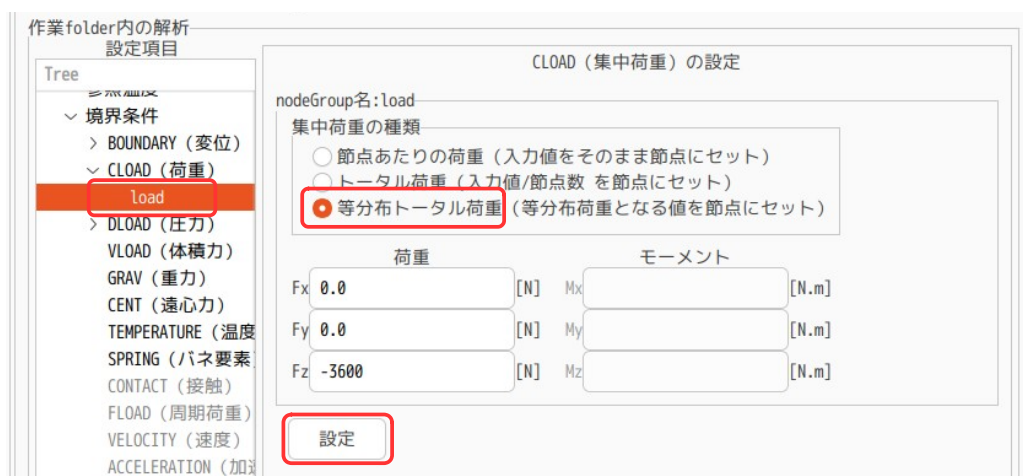 作業folder内の解析
設定項目
Tree
境界条件
BOUNDARY（変位）
CLOAD（荷重）
load
DLOAD（圧力）
VLOAD（体積力）
GRAV（重力）
CENT（遠心力）
TEMPERATURE（温度
SPRING（バネ要素
CONTACT（接触）
FLOAD（周期荷重）
VELOCITY（速度）
ACCELERATION（加速
CLOAD（集中荷重）の設定
nodeGroup名:load
集中荷重の種類
節点あたりの荷重（入力値をそのまま節点にセット）
トータル荷重（入力値/節点数 を節点にセット）
等分布トータル荷重（等分布荷重となる値を節点にセット）
荷重 モーメント
Fx 0.0 [N] Mx [N.m]
Fy 0.0 [N] My [N.m]
Fz -3600 [N] Mz [N.m]
設定